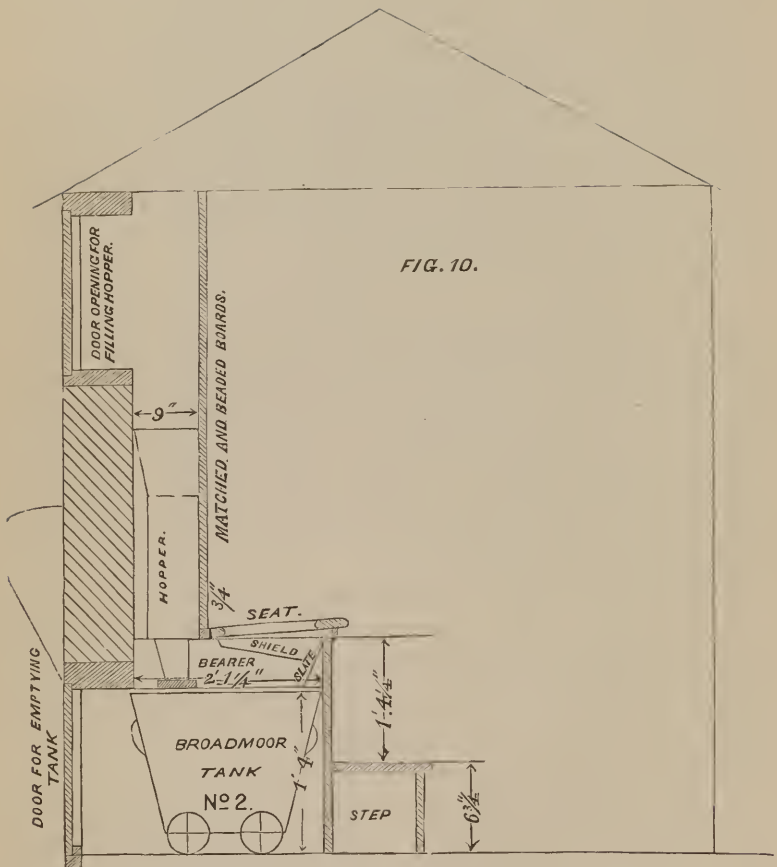 FIG. 10.
DOOR OPENING FOR
FILLING HOPPER.
MATCHED AND BEADED BOARDS.
9"
HOPPER.
3/4"
SEAT.
SHIELD
SLATE
BEARER
2'-1 1/4"
DOOR FOR EMPTYING
TANK
BROADMOOR
TANK
Nº 2.
1'-4"
1'-4 1/4"
STEP
6 3/4"